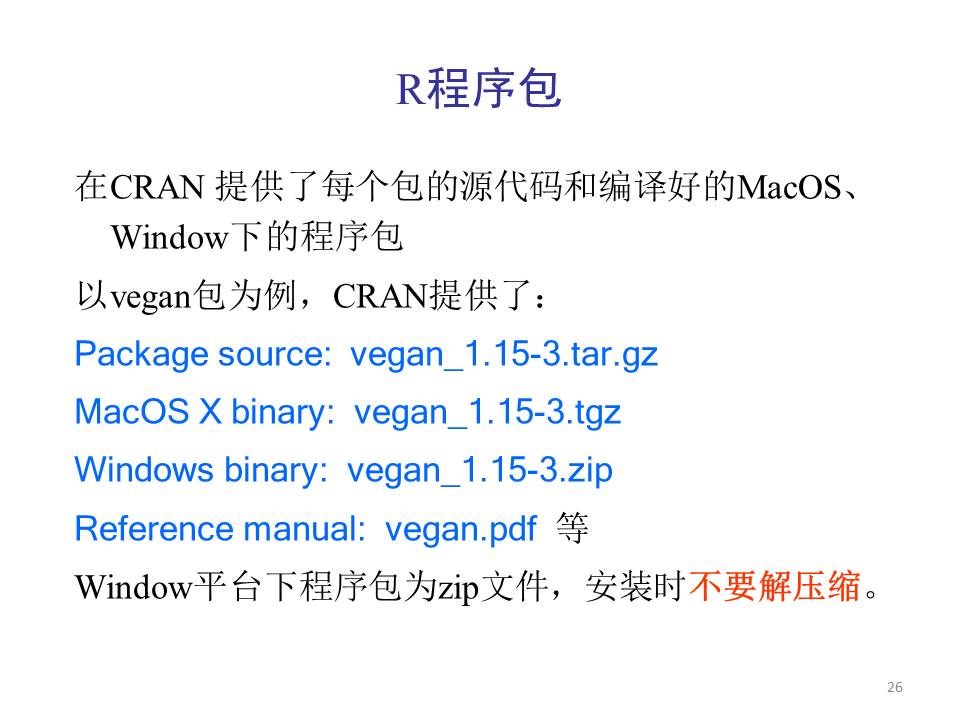 R程序包
在CRAN 提供了每个包的源代码和编译好的MacOS、
Window下的程序包
以vegan包为例，CRAN提供了：
Package source: vegan_1.15-3.tar.gz
MacOS X binary: vegan_1.15-3.tgz
Windows binary: vegan_1.15-3.zip
Reference manual: vegan.pdf 等
Window平台下程序包为zip文件，安装时不要解压缩。
26